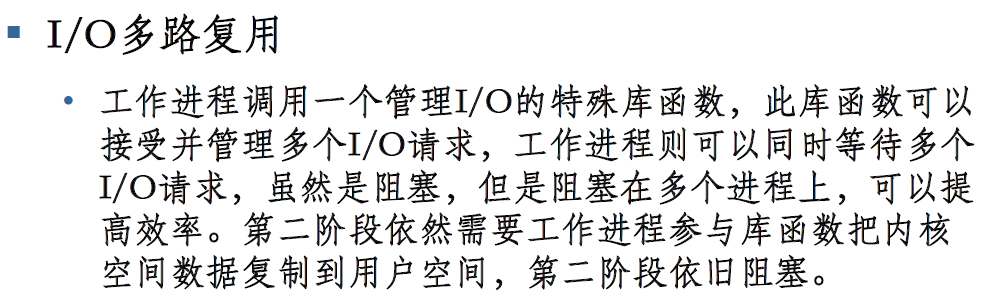 I/O多路复用
工作进程调用一个管理I/O的特殊库函数，此库函数可以
接受并管理多个I/O请求，工作进程则可以同时等待多个
I/O请求，虽然是阻塞，但是阻塞在多个进程上，可以提
高效率。第二阶段依然需要工作进程参与库函数把内核
空间数据复制到用户空间，第二阶段依旧阻塞。